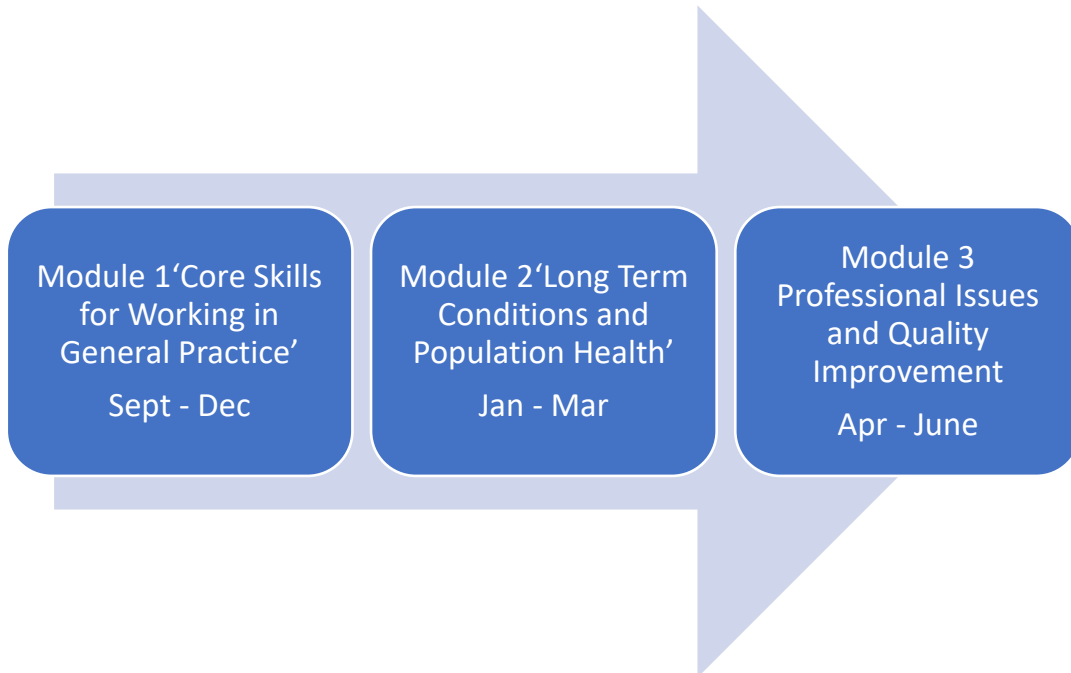 Module 1‘Core Skills
for Working in
General Practice’
Sept - Dec
Module 2‘Long Term
Conditions and
Population Health’
Jan - Mar
Module 3
Professional Issues
and Quality
Improvement
Apr - June